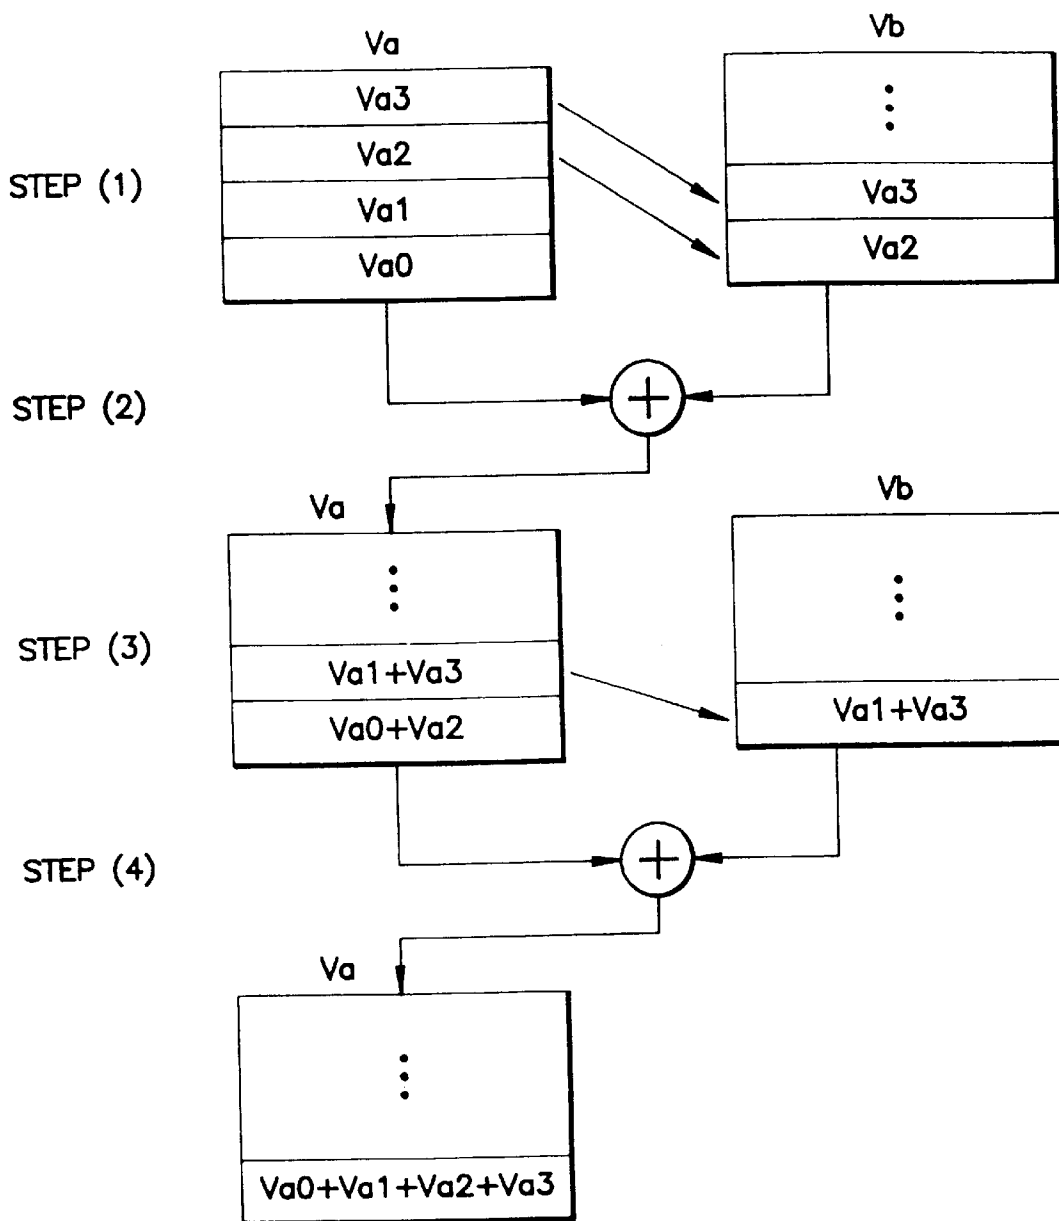 Va
Vb
Va3
Va2
Va1
Va0
Va3
Va2
STEP (1)
STEP (2)
Va
Vb
Va1+Va3
Va0+Va2
Va1+Va3
STEP (3)
STEP (4)
Va
Va0+Va1+Va2+Va3